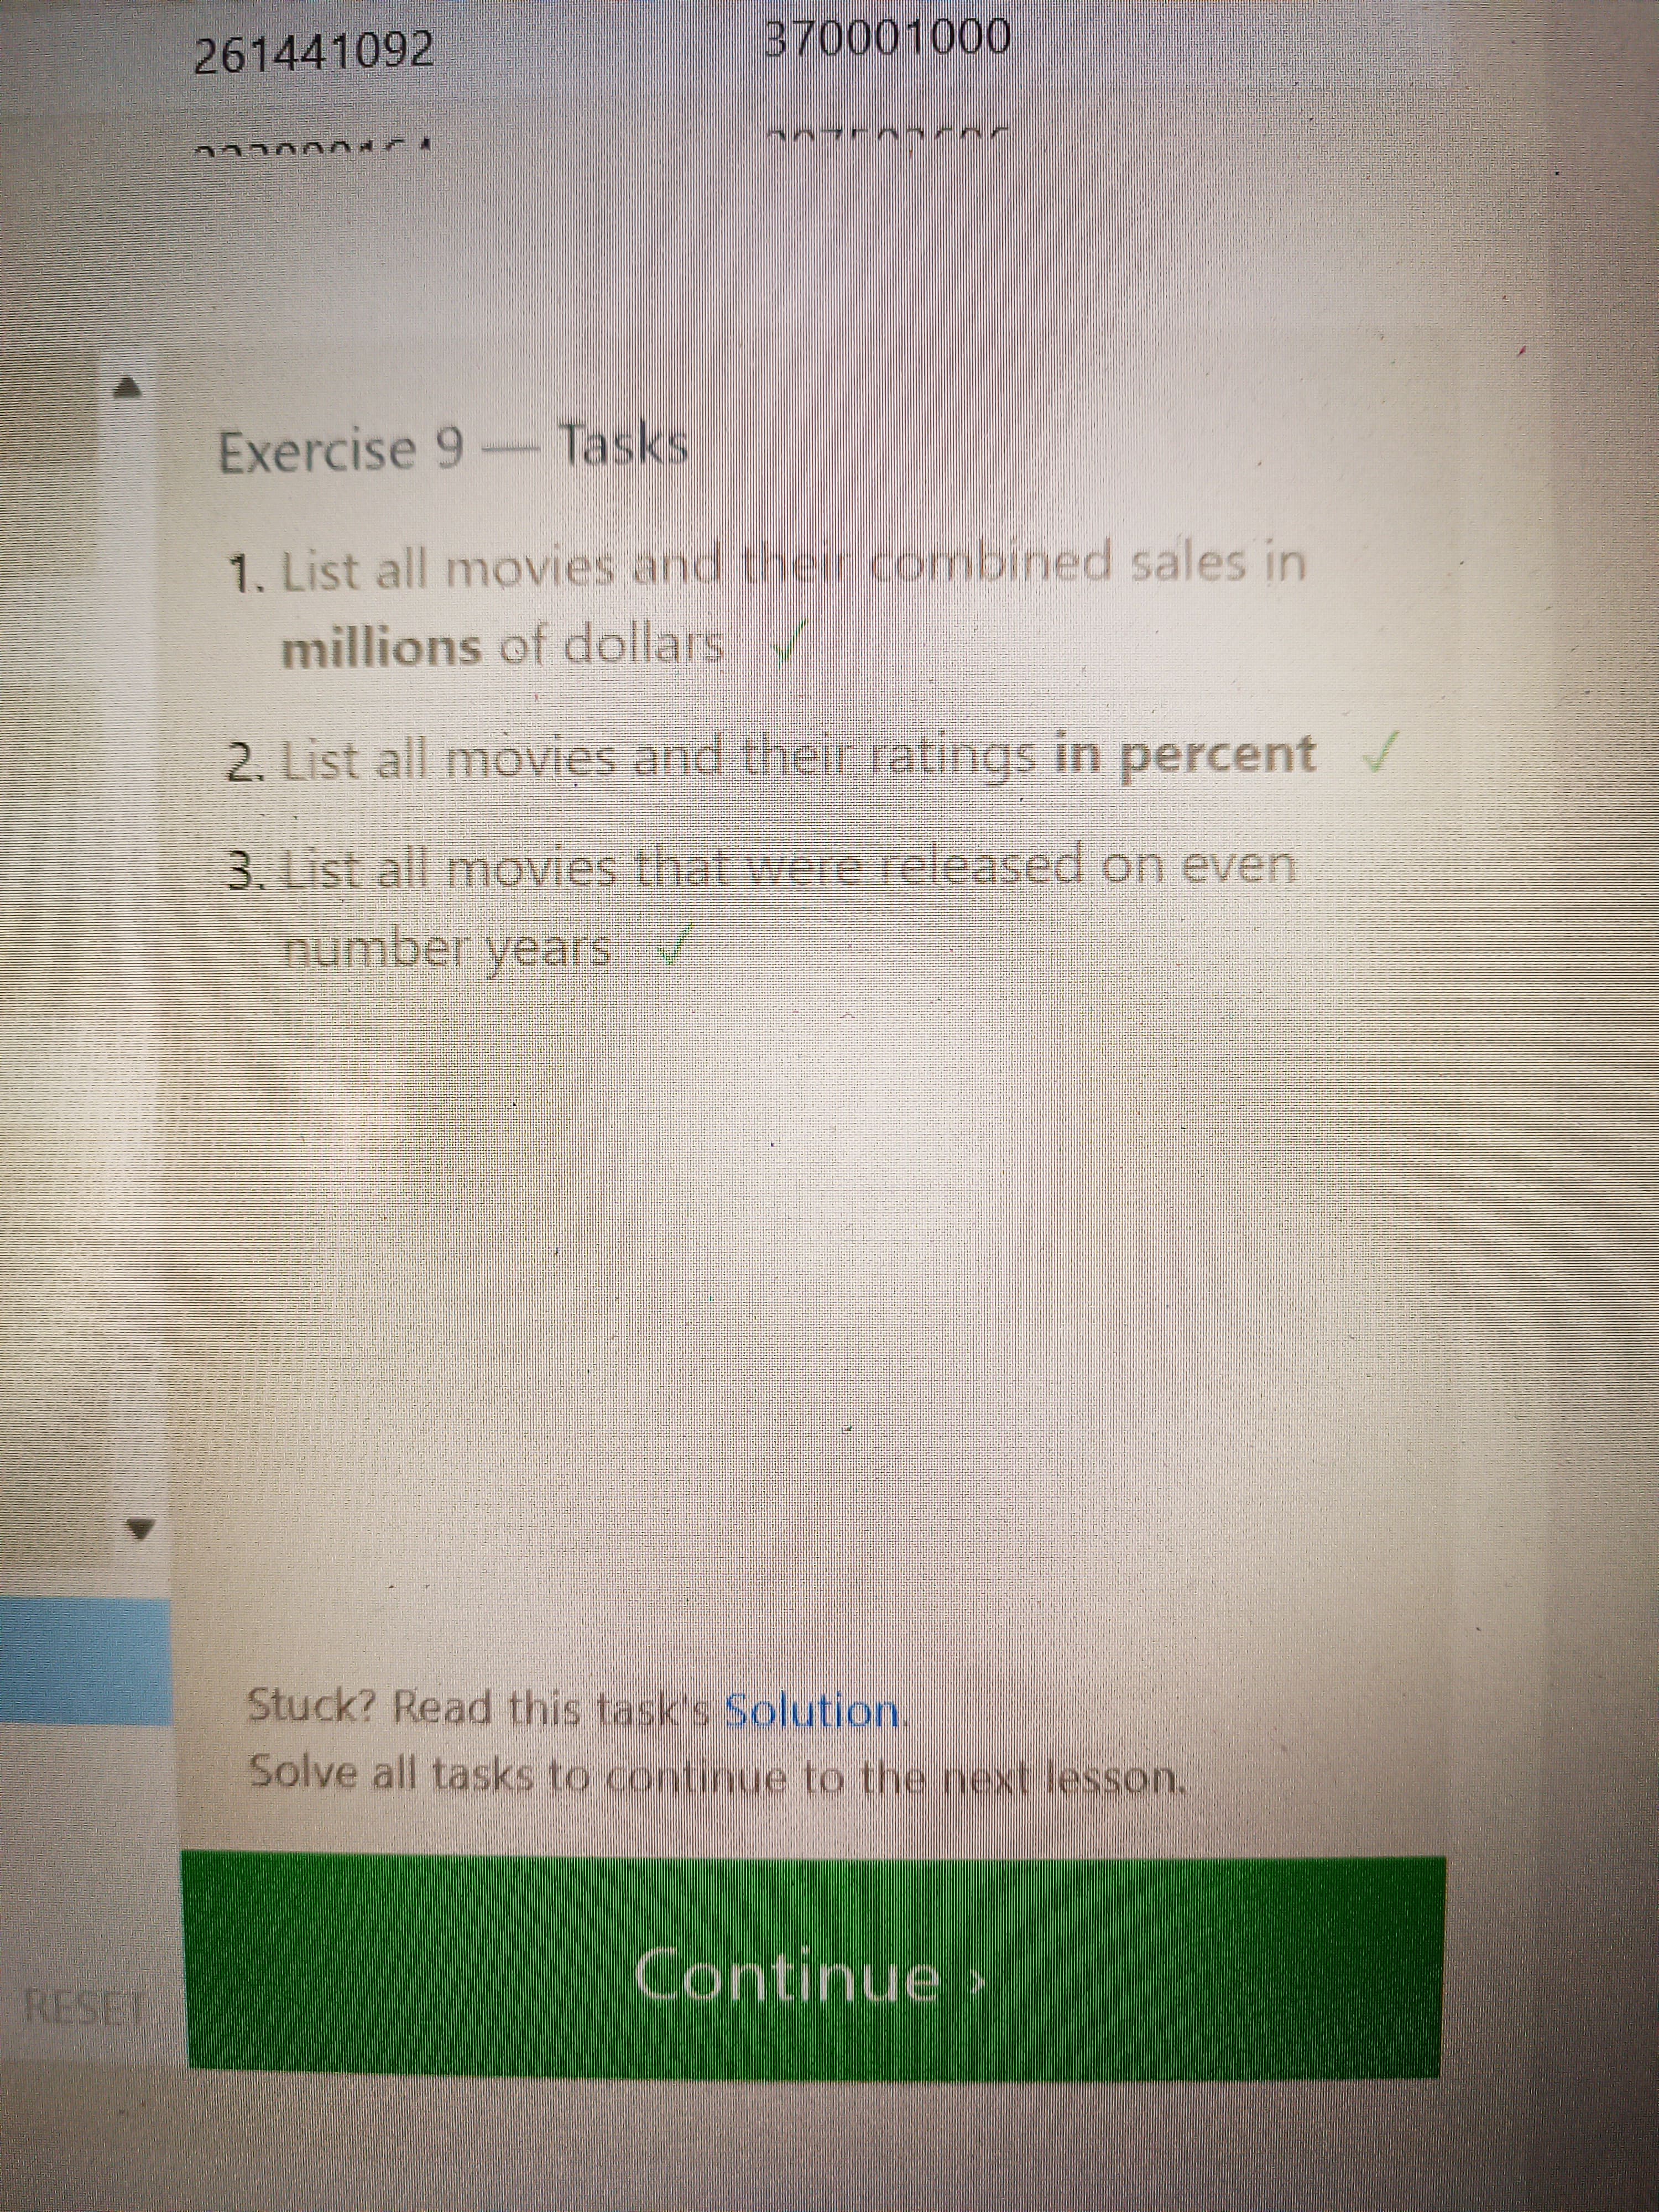 261441092 370001000
Exercise 9 — Tasks
1. List all movies and their combined sales in
millions of dollars ✓
2. List all movies and their ratings in percent ✓
3. List all movies that were released on even
number years ✓
Stuck? Read this task's Solution.
Solve all tasks to continue to the next lesson.
Continue ›
RESET